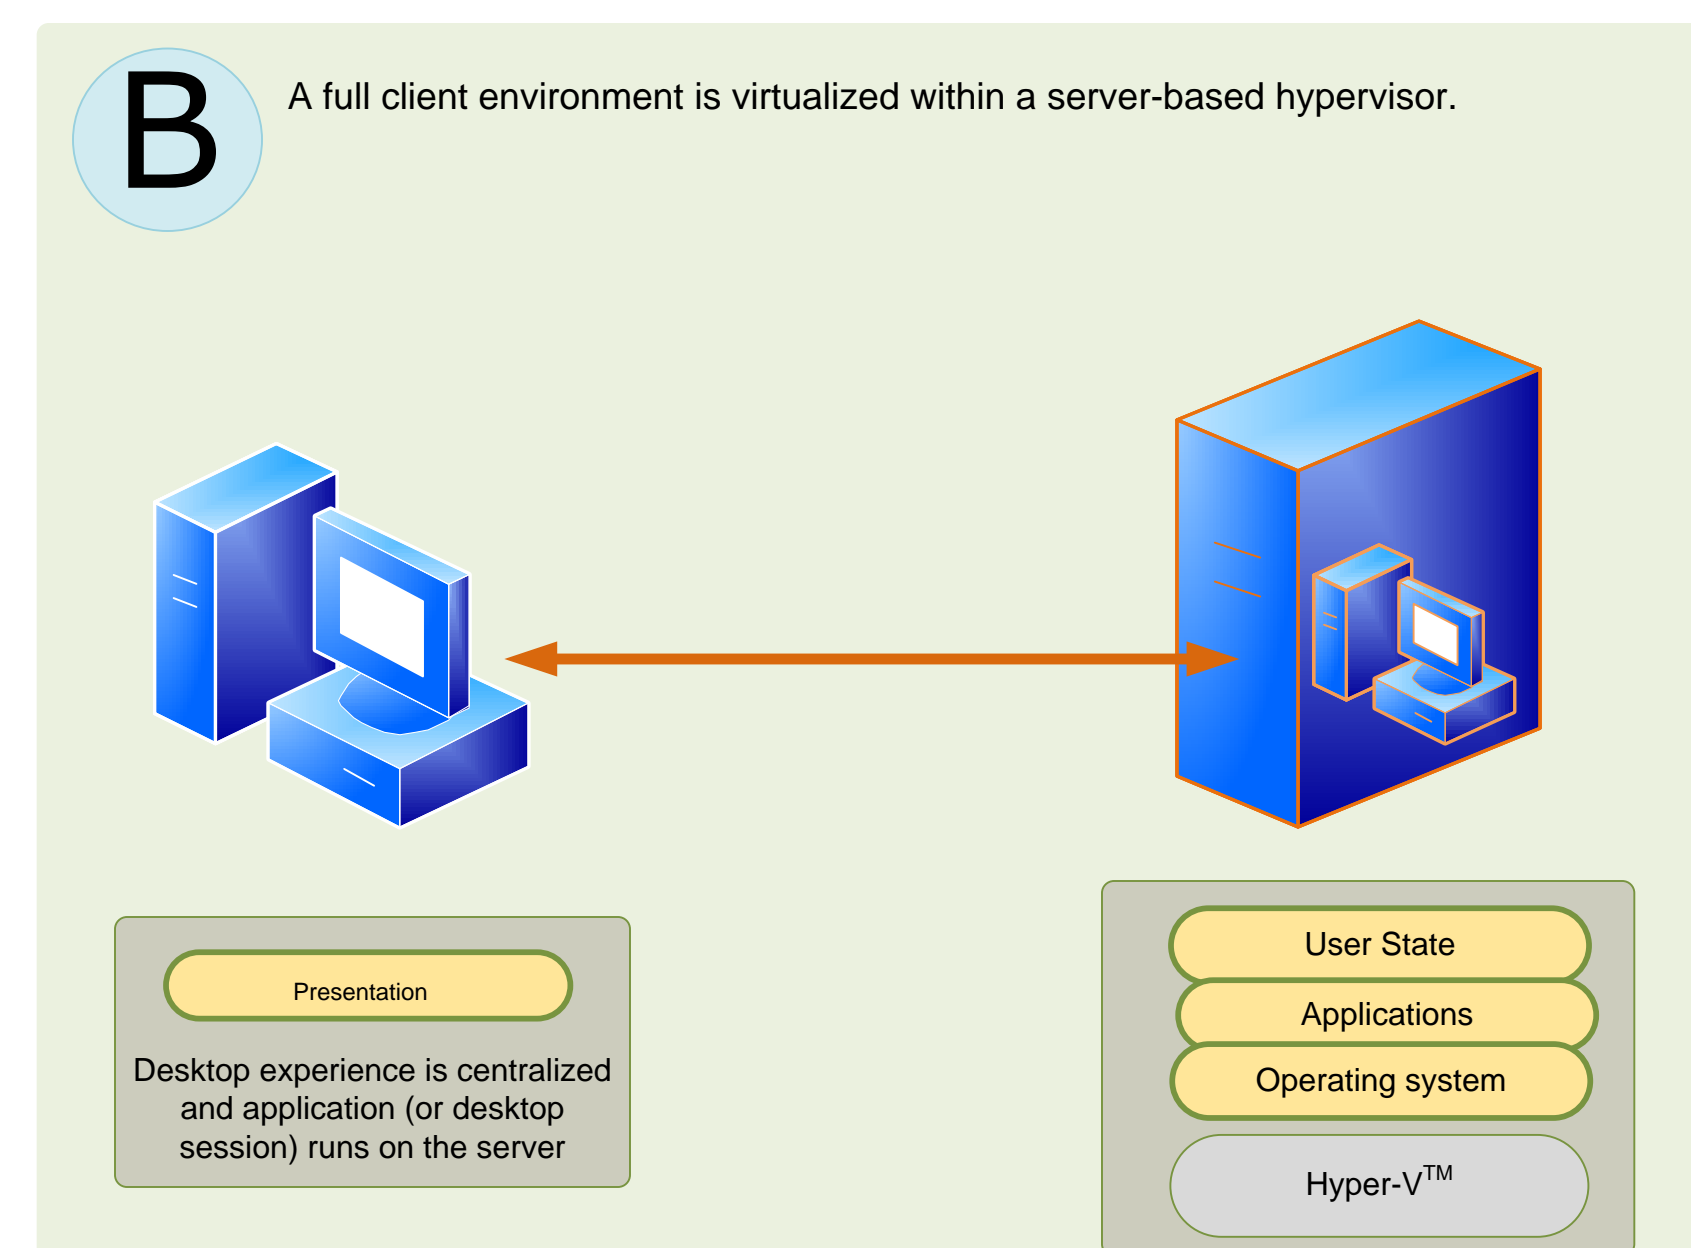 B
A full client environment is virtualized within a server-based hypervisor.
Presentation
Desktop experience is centralized
and application (or desktop
session) runs on the server
User State
Applications
Operating system
Hyper-V™